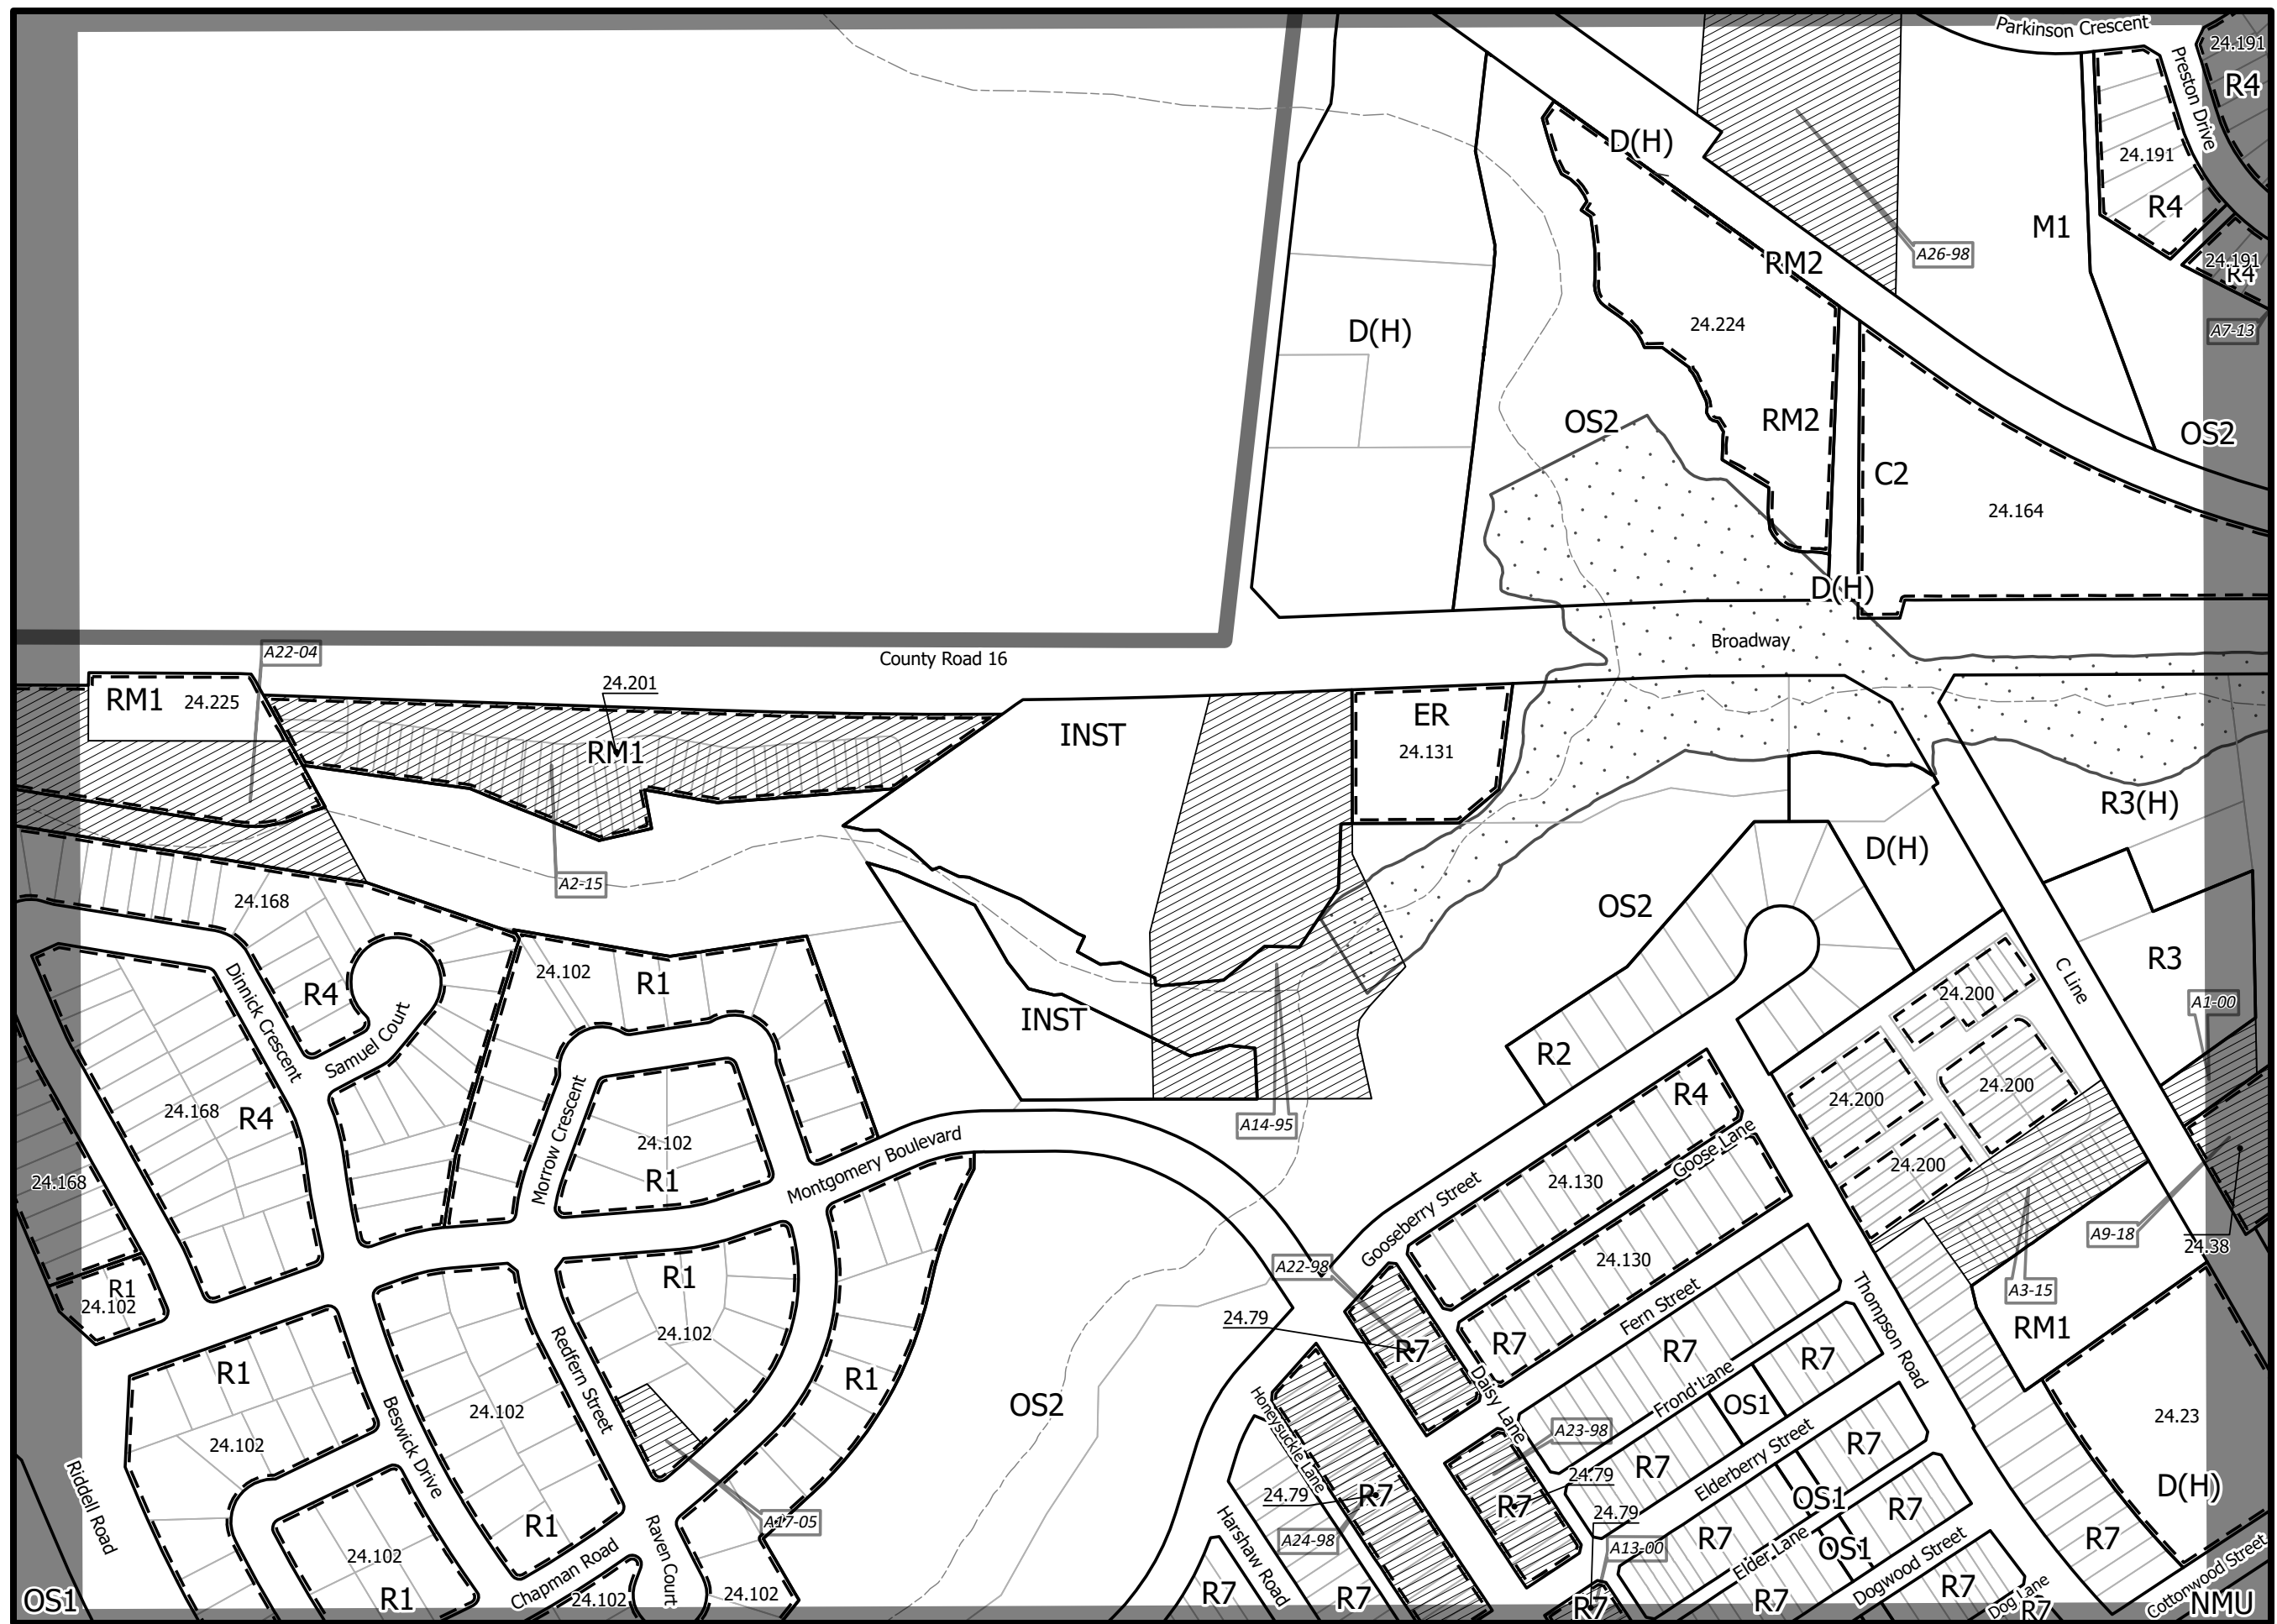 Parkinson Crescent
24.191
R4
Preston Drive
D(H)
24.191
R4
M1
24.191
R4
A26-98
RM2
A7-13
24.224
D(H)
RM2
OS2
OS2
C2
24.164
D(H)
Broadway
County Road 16
A22-04
24.201
RM1
24.225
RM1
INST
ER
24.131
R3(H)
D(H)
A2-15
24.168
OS2
24.102
R1
R4
Dinnick Crescent
Samuel Court
INST
C Line
R3
24.200
A1-00
R2
R4
24.200
24.200
24.168
R4
Morrow Crescent
24.102
R1
Montgomery Boulevard
A14-95
Goose Lane
24.130
24.200
24.168
Gooseberry Street
A9-18
24.38
24.130
A22-98
A3-15
R1
24.102
R1
24.102
24.79
R7
R7
Fern Street
R7
Thompson Road
RM1
R7
R1
Redfern Street
R1
Daisy Lane
Frond Lane
OS1
24.23
24.102
Beswick Drive
24.102
OS2
Honeysuckle Lane
A23-98
R7
R7
Elderberry Street
24.79
24.79
R7
R7
OS1
D(H)
Riddell Road
R1
A17-05
A24-98
24.79
R7
R7
R7
24.102
Raven Court
Harshaw Road
A13-00
Elder Lane
OS1
Chapman Road
R1
24.102
24.102
R7
R7
R7
R7
Dogwood Street
R7
Dog Lane
R7
Cottonwood Street
NMU
OS1